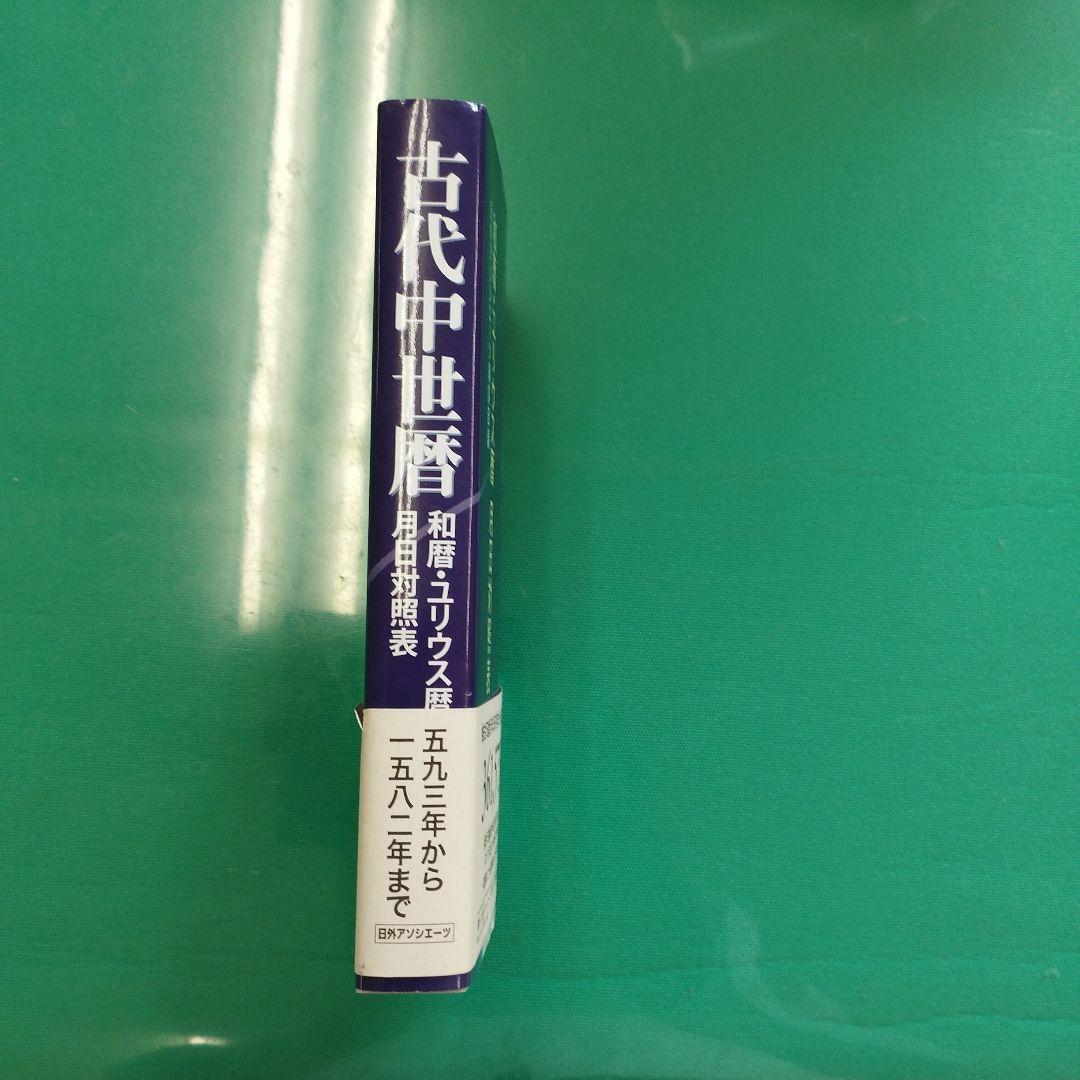 古代中世暦
和暦・ユリウス暦
月日対照表
五九三年から
一五八二年まで
日外アソシエーツ